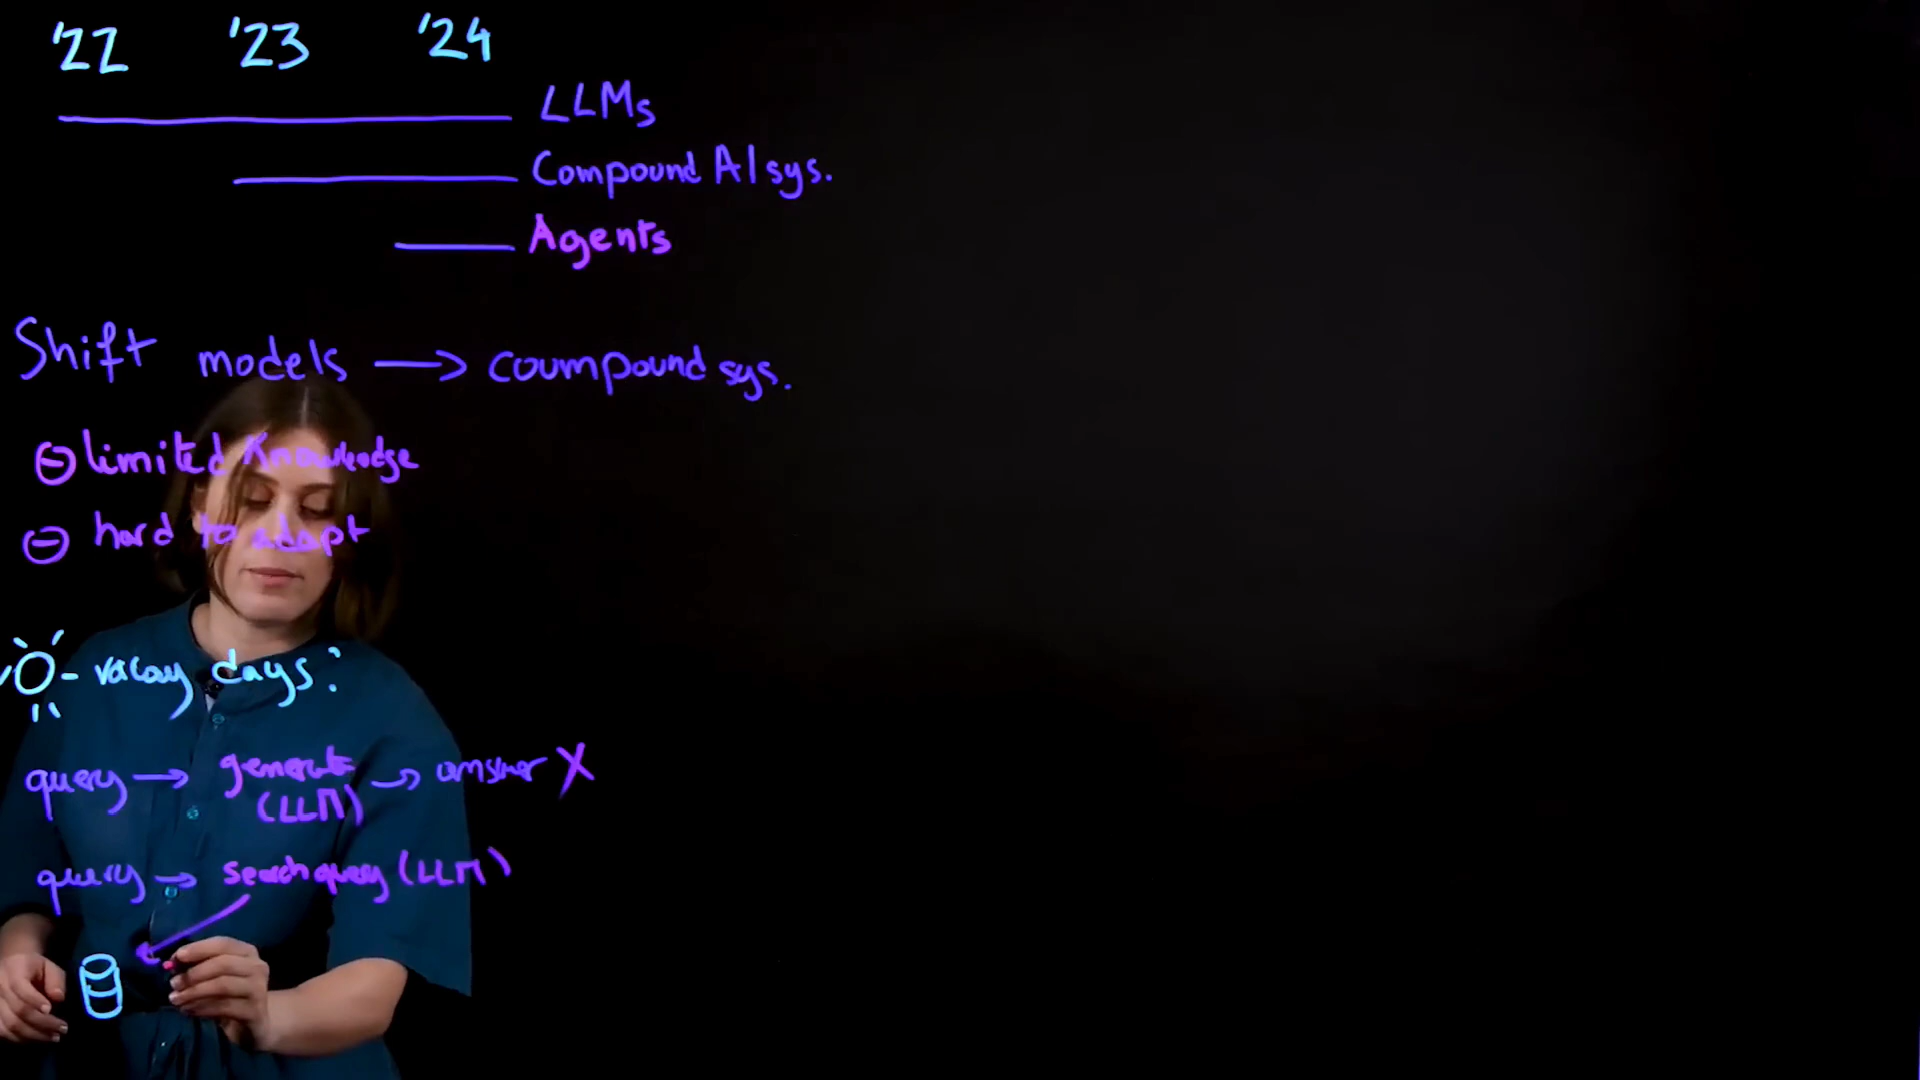 '22 '23 '24
LLMs
Compound AI sys.
Agents
Shift models → coumpound sys.
⊖ limited knowledge
⊖ hard to adapt
vacay days:
query → generate → answer X
(LLM)
query → search query (LLM)